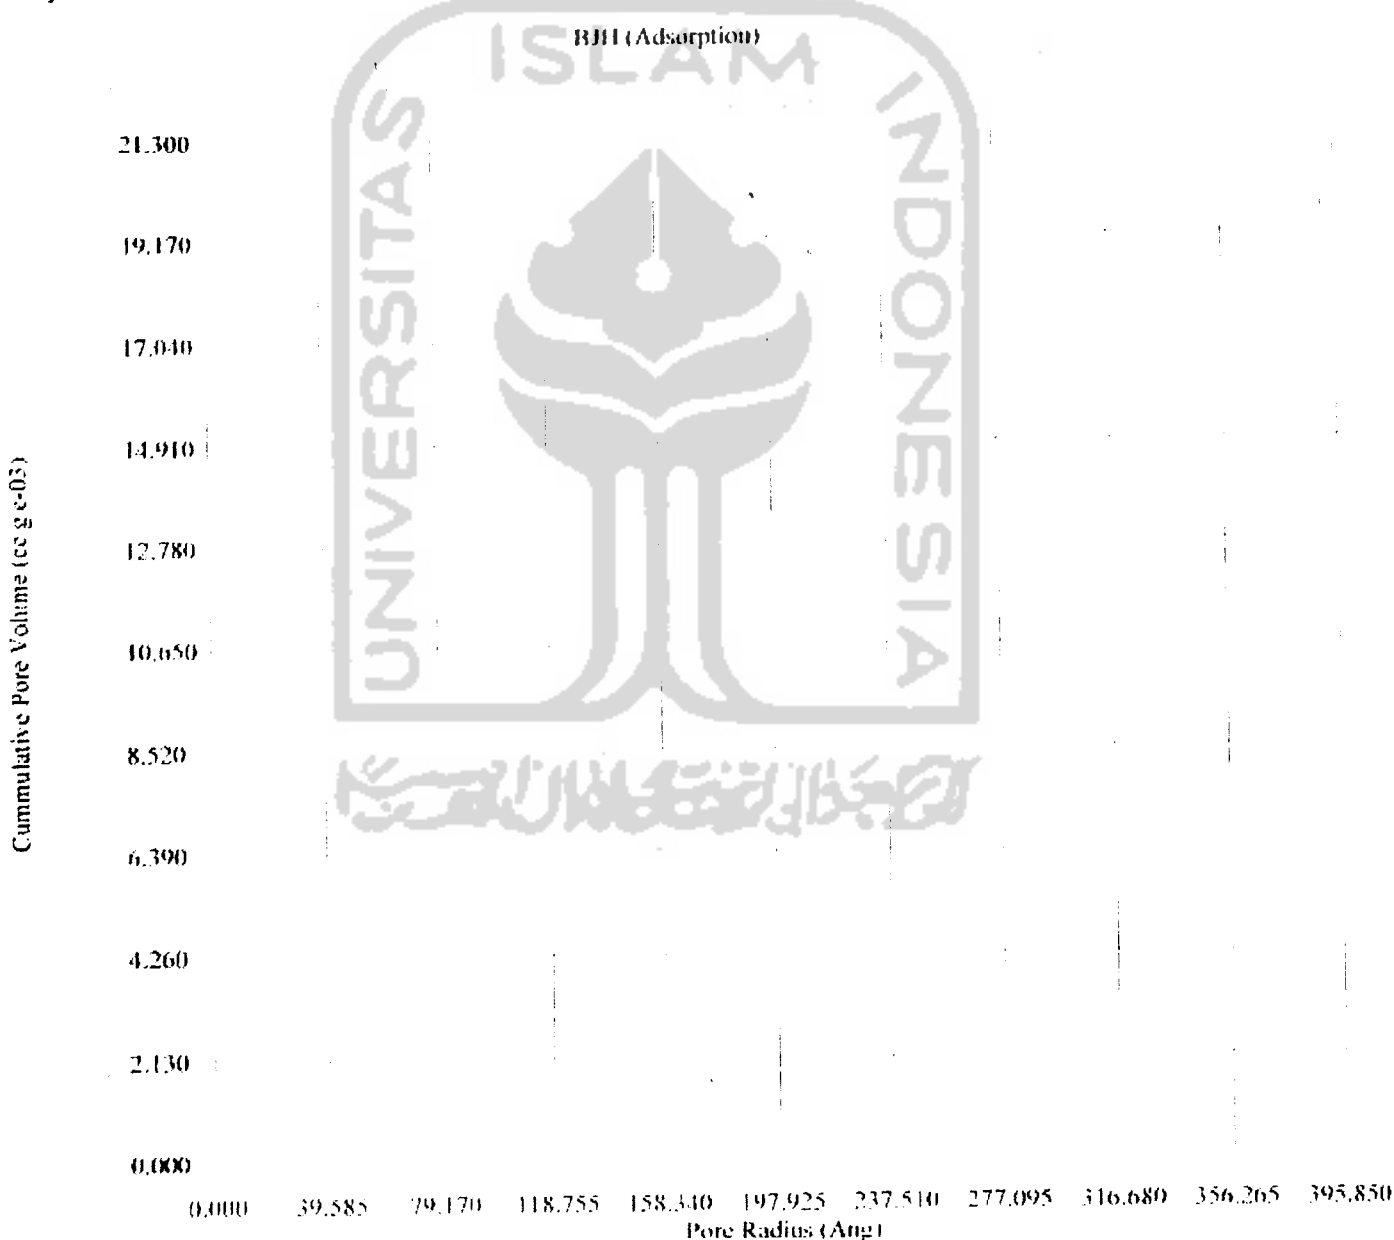 BJH (Adsorption)
ISLAM
UNIVERSITAS
INDONESIA
21.300
19.170
17.040
14.910
12.780
10.650
8.520
6.390
4.260
2.130
0.000
Cummulative Pore Volume (cc g e-03)
0.000 39.585 79.170 118.755 158.340 197.925 237.510 277.095 316.680 356.265 395.850
Pore Radius (Ang)